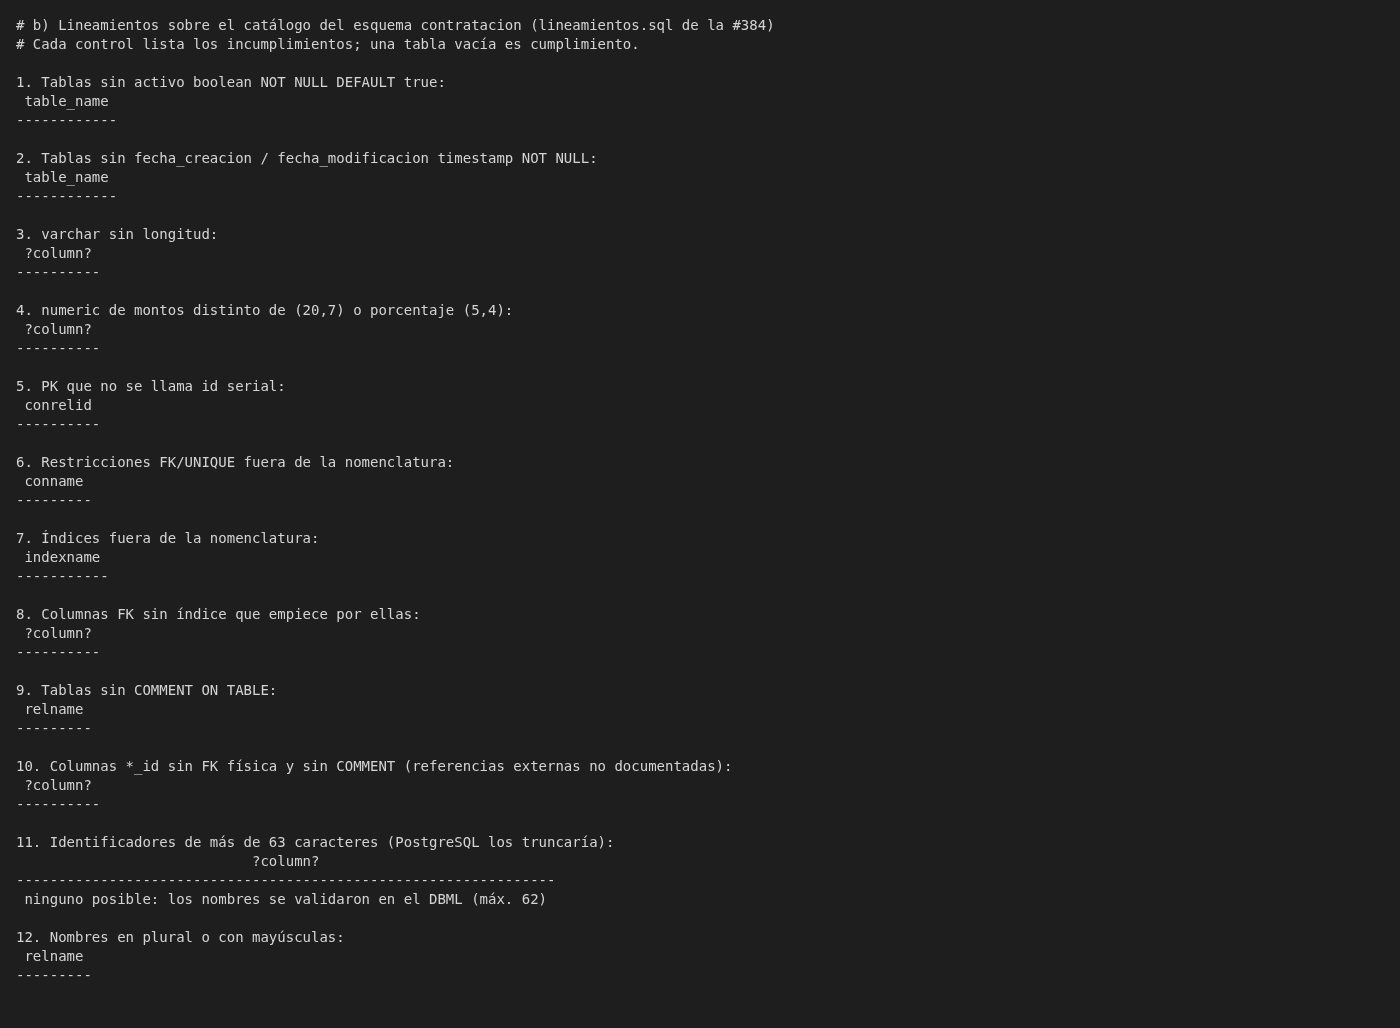 # b) Lineamientos sobre el catálogo del esquema contratacion (lineamientos.sql de la #384)
# Cada control lista los incumplimientos; una tabla vacía es cumplimiento.
1. Tablas sin activo boolean NOT NULL DEFAULT true:
table_name
------------
2. Tablas sin fecha_creacion / fecha_modificacion timestamp NOT NULL:
table_name
------------
3. varchar sin longitud:
?column?
----------
4. numeric de montos distinto de (20,7) o porcentaje (5,4):
?column?
----------
5. PK que no se llama id serial:
conrelid
----------
6. Restricciones FK/UNIQUE fuera de la nomenclatura:
conname
---------
7. Índices fuera de la nomenclatura:
indexname
-----------
8. Columnas FK sin índice que empiece por ellas:
?column?
----------
9. Tablas sin COMMENT ON TABLE:
relname
---------
10. Columnas *_id sin FK física y sin COMMENT (referencias externas no documentadas):
?column?
----------
11. Identificadores de más de 63 caracteres (PostgreSQL los truncaría):
?column?
----------------------------------------------------------------
ninguno posible: los nombres se validaron en el DBML (máx. 62)
12. Nombres en plural o con mayúsculas:
relname
---------